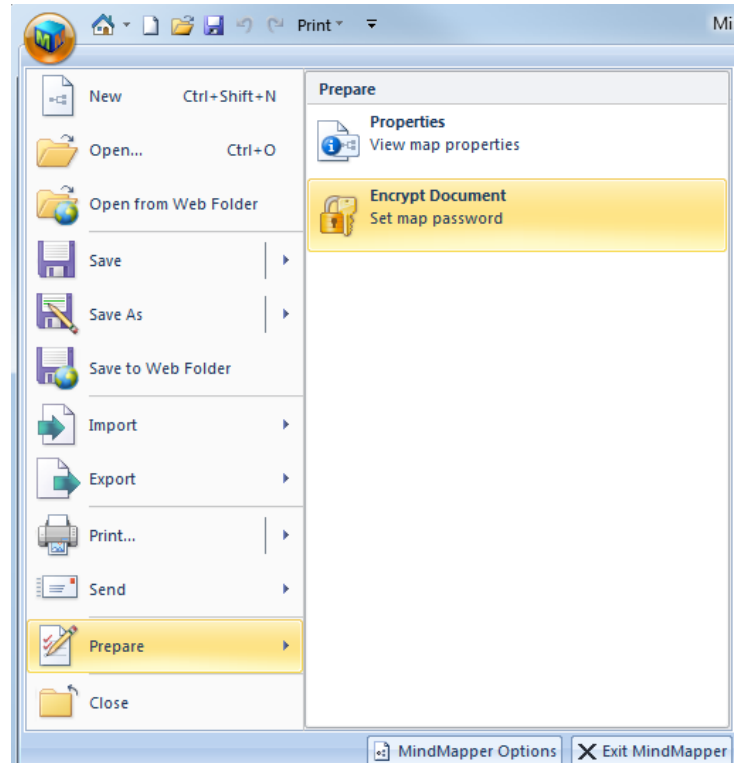 Print
Mi
New Ctrl+Shift+N
Open... Ctrl+O
Open from Web Folder
Save
Save As
Save to Web Folder
Import
Export
Print...
Send
Prepare
Close
Prepare
Properties
View map properties
Encrypt Document
Set map password
MindMapper Options
Exit MindMapper